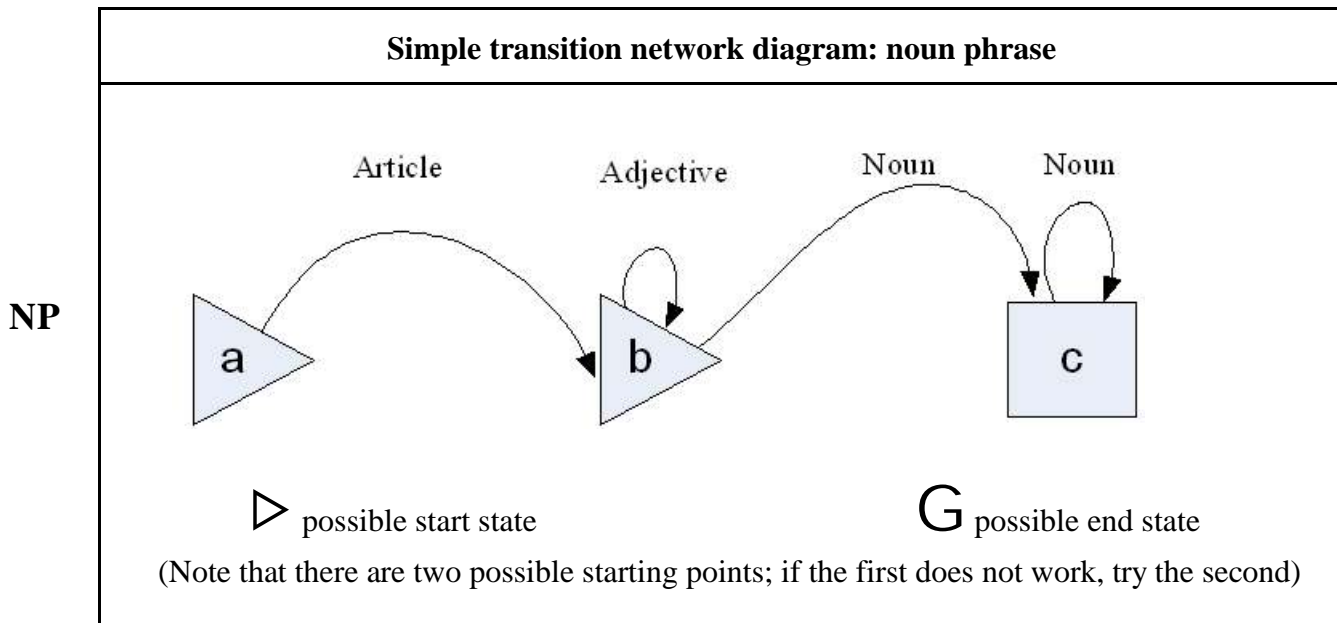 Simple transition network diagram: noun phrase
Article
Adjective
Noun
Noun
NP
a
b
c
possible start state
G possible end state
(Note that there are two possible starting points; if the first does not work, try the second)